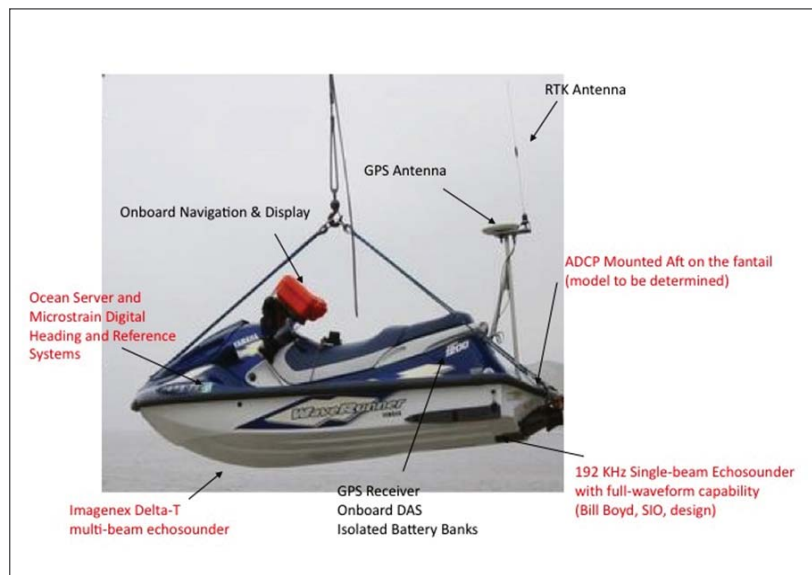 RTK Antenna
GPS Antenna
Onboard Navigation & Display
ADCP Mounted Aft on the fantail
(model to be determined)
Ocean Server and
Microstrain Digital
Heading and Reference
Systems
YAMAHA
1200
WaveRunner
YAMAHA
192 KHz Single-beam Echosounder
with full-waveform capability
(Bill Boyd, SIO, design)
Imagenex Delta-T
multi-beam echosounder
GPS Receiver
Onboard DAS
Isolated Battery Banks